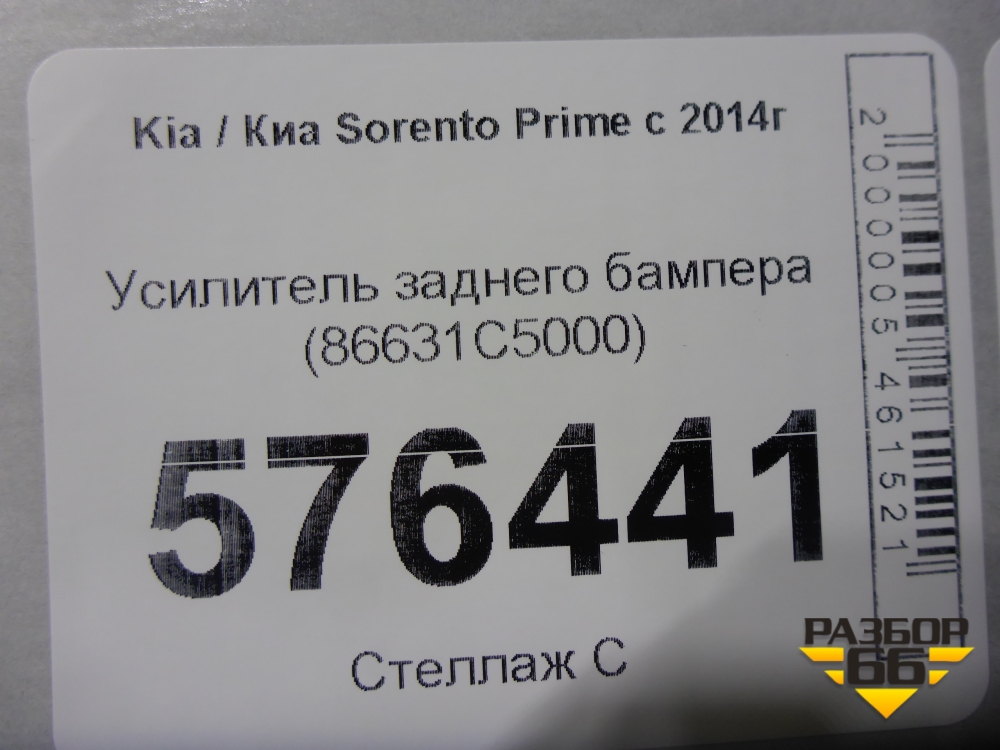 Kia / Киа Sorento Prime с 2014г
Усилитель заднего бампера
(86631C5000)
576441
Стеллаж С
2000005461521
РАЗБОР
66